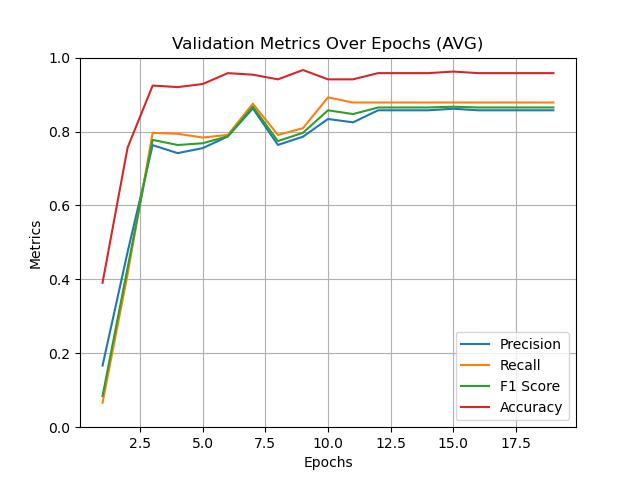 Validation Metrics Over Epochs (AVG)
1.0
0.8
0.6
0.4
0.2
0.0
Metrics
2.5 5.0 7.5 10.0 12.5 15.0 17.5
Epochs
Precision
Recall
F1 Score
Accuracy